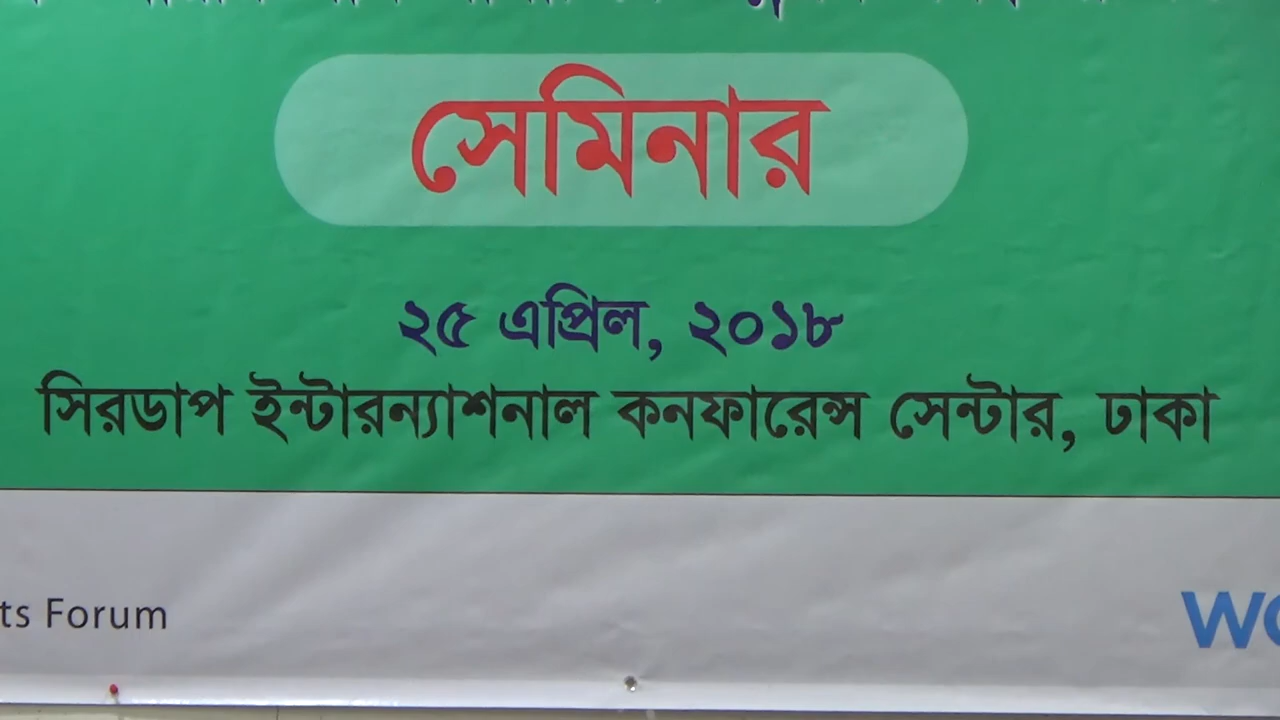 সেমিনার
২৫ এপ্রিল, ২০১৮
সিরডাপ ইন্টারন্যাশনাল কনফারেন্স সেন্টার, ঢাকা
ts Forum